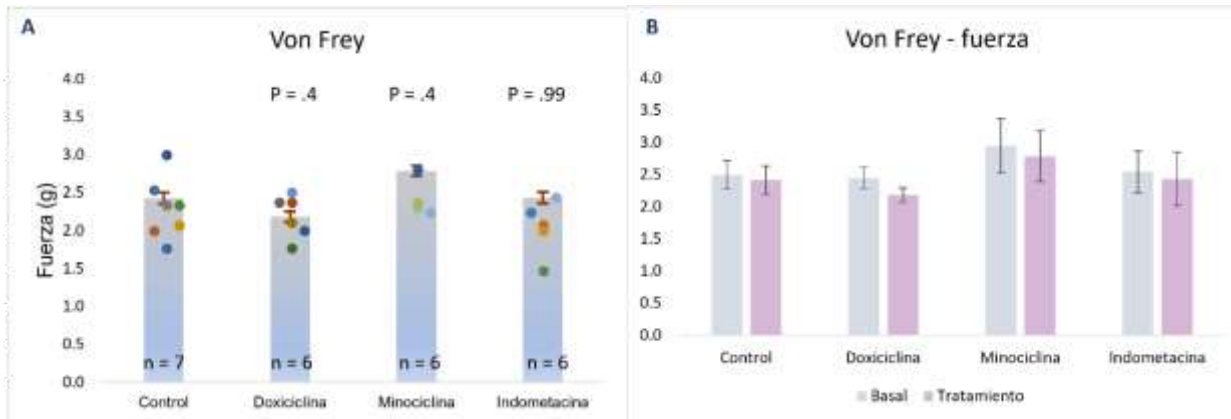 A
Von Frey
4.0
P = .4
P = .4
P = .99
3.5
3.0
2.5
2.0
1.5
1.0
0.5
0.0
Fuerza (g)
n = 7
n = 6
n = 6
n = 6
Control
Doxiciclina
Minociclina
Indometacina
B
Von Frey - fuerza
4.0
3.5
3.0
2.5
2.0
1.5
1.0
0.5
0.0
Control
Doxiciclina
Minociclina
Indometacina
Basal
Tratamiento